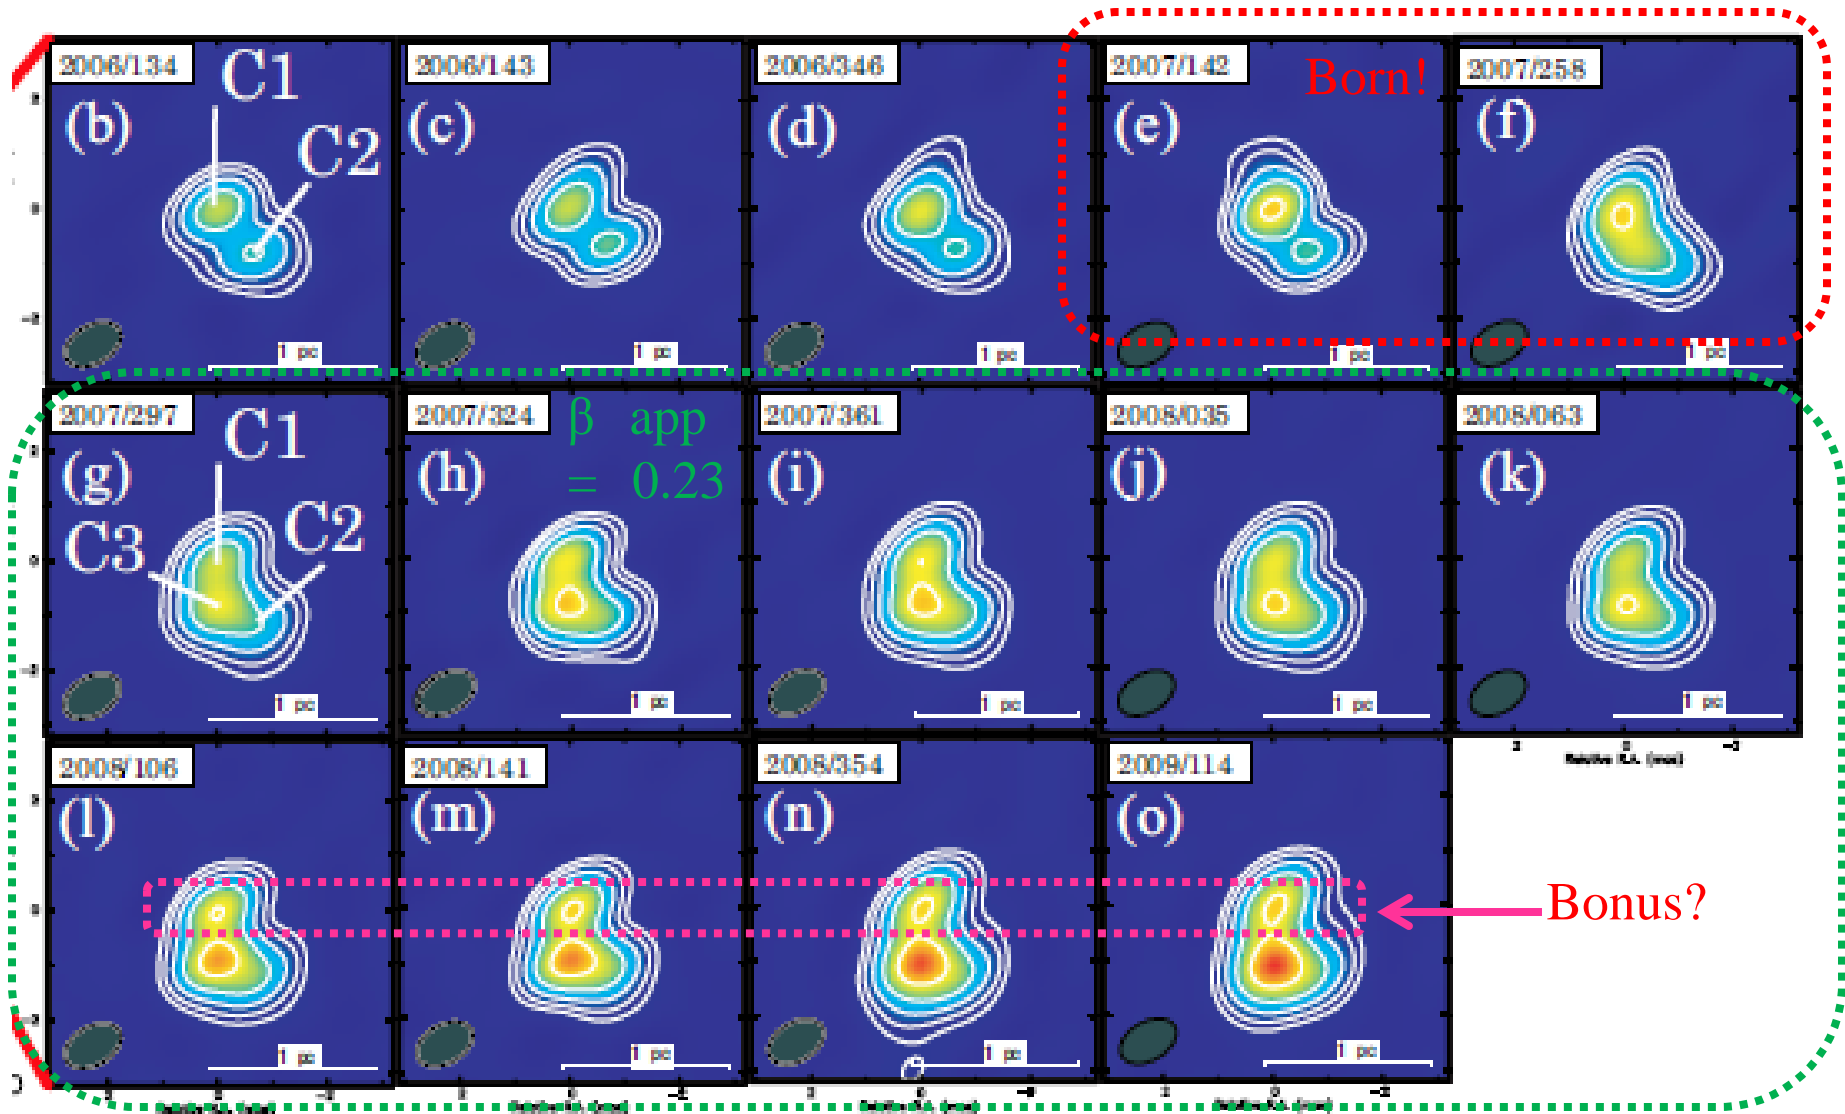 2006/134
C1
(b)
C2
1 pc
2006/143
(c)
1 pc
2006/346
(d)
1 pc
2007/142
Born!
(e)
1 pc
2007/258
(f)
1 pc
2007/297
C1
(g)
C3
C2
1 pc
2007/324
β app
= 0.23
(h)
1 pc
2007/361
(i)
1 pc
2008/035
(j)
1 pc
2008/063
(k)
1 pc
Relative R.A. (mas)
2008/106
(l)
1 pc
2008/141
(m)
1 pc
2008/354
(n)
1 pc
2009/114
(o)
1 pc
Bonus?